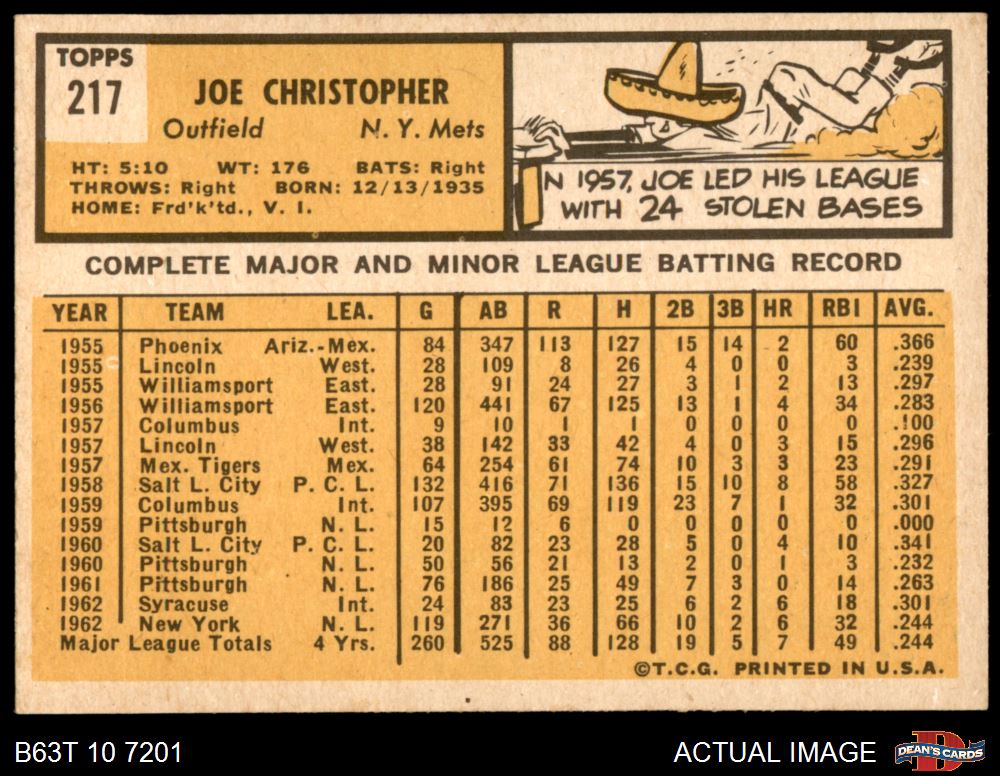 TOPPS
217
JOE CHRISTOPHER
Outfield N. Y. Mets
HT: 5:10 WT: 176 BATS: Right
THROWS: Right BORN: 12/13/1935
HOME: Frd'k'td., V. I.
IN 1957, JOE LED HIS LEAGUE
WITH 24 STOLEN BASES
COMPLETE MAJOR AND MINOR LEAGUE BATTING RECORD
YEAR TEAM LEA. G AB R H 2B 3B HR RBI AVG.
1955 Phoenix Ariz.-Mex. 84 347 113 127 15 14 2 60 .366
1955 Lincoln West. 28 109 8 26 4 0 0 3 .239
1955 Williamsport East. 28 91 24 27 3 1 2 13 .297
1956 Williamsport East. 120 441 67 125 13 1 4 34 .283
1957 Columbus Int. 9 10 1 1 0 0 0 0 .100
1957 Lincoln West. 38 142 33 42 4 0 3 15 .296
1957 Mex. Tigers Mex. 64 254 61 74 10 3 3 23 .291
1958 Salt L. City P. C. L. 132 416 71 136 15 10 8 58 .327
1959 Columbus Int. 107 395 69 119 23 7 1 32 .301
1959 Pittsburgh N. L. 15 12 6 0 0 0 0 0 .000
1960 Salt L. City P. C. L. 20 82 23 28 5 0 4 10 .341
1960 Pittsburgh N. L. 50 56 21 13 2 0 1 3 .232
1961 Pittsburgh N. L. 76 186 25 49 7 3 0 14 .263
1962 Syracuse Int. 24 83 23 25 6 2 6 18 .301
1962 New York N. L. 119 271 36 66 10 2 6 32 .244
Major League Totals 4 Yrs. 260 525 88 128 19 5 7 49 .244
©T.C.G. PRINTED IN U.S.A.
B63T 10 7201 ACTUAL IMAGE DEAN'S CARDS